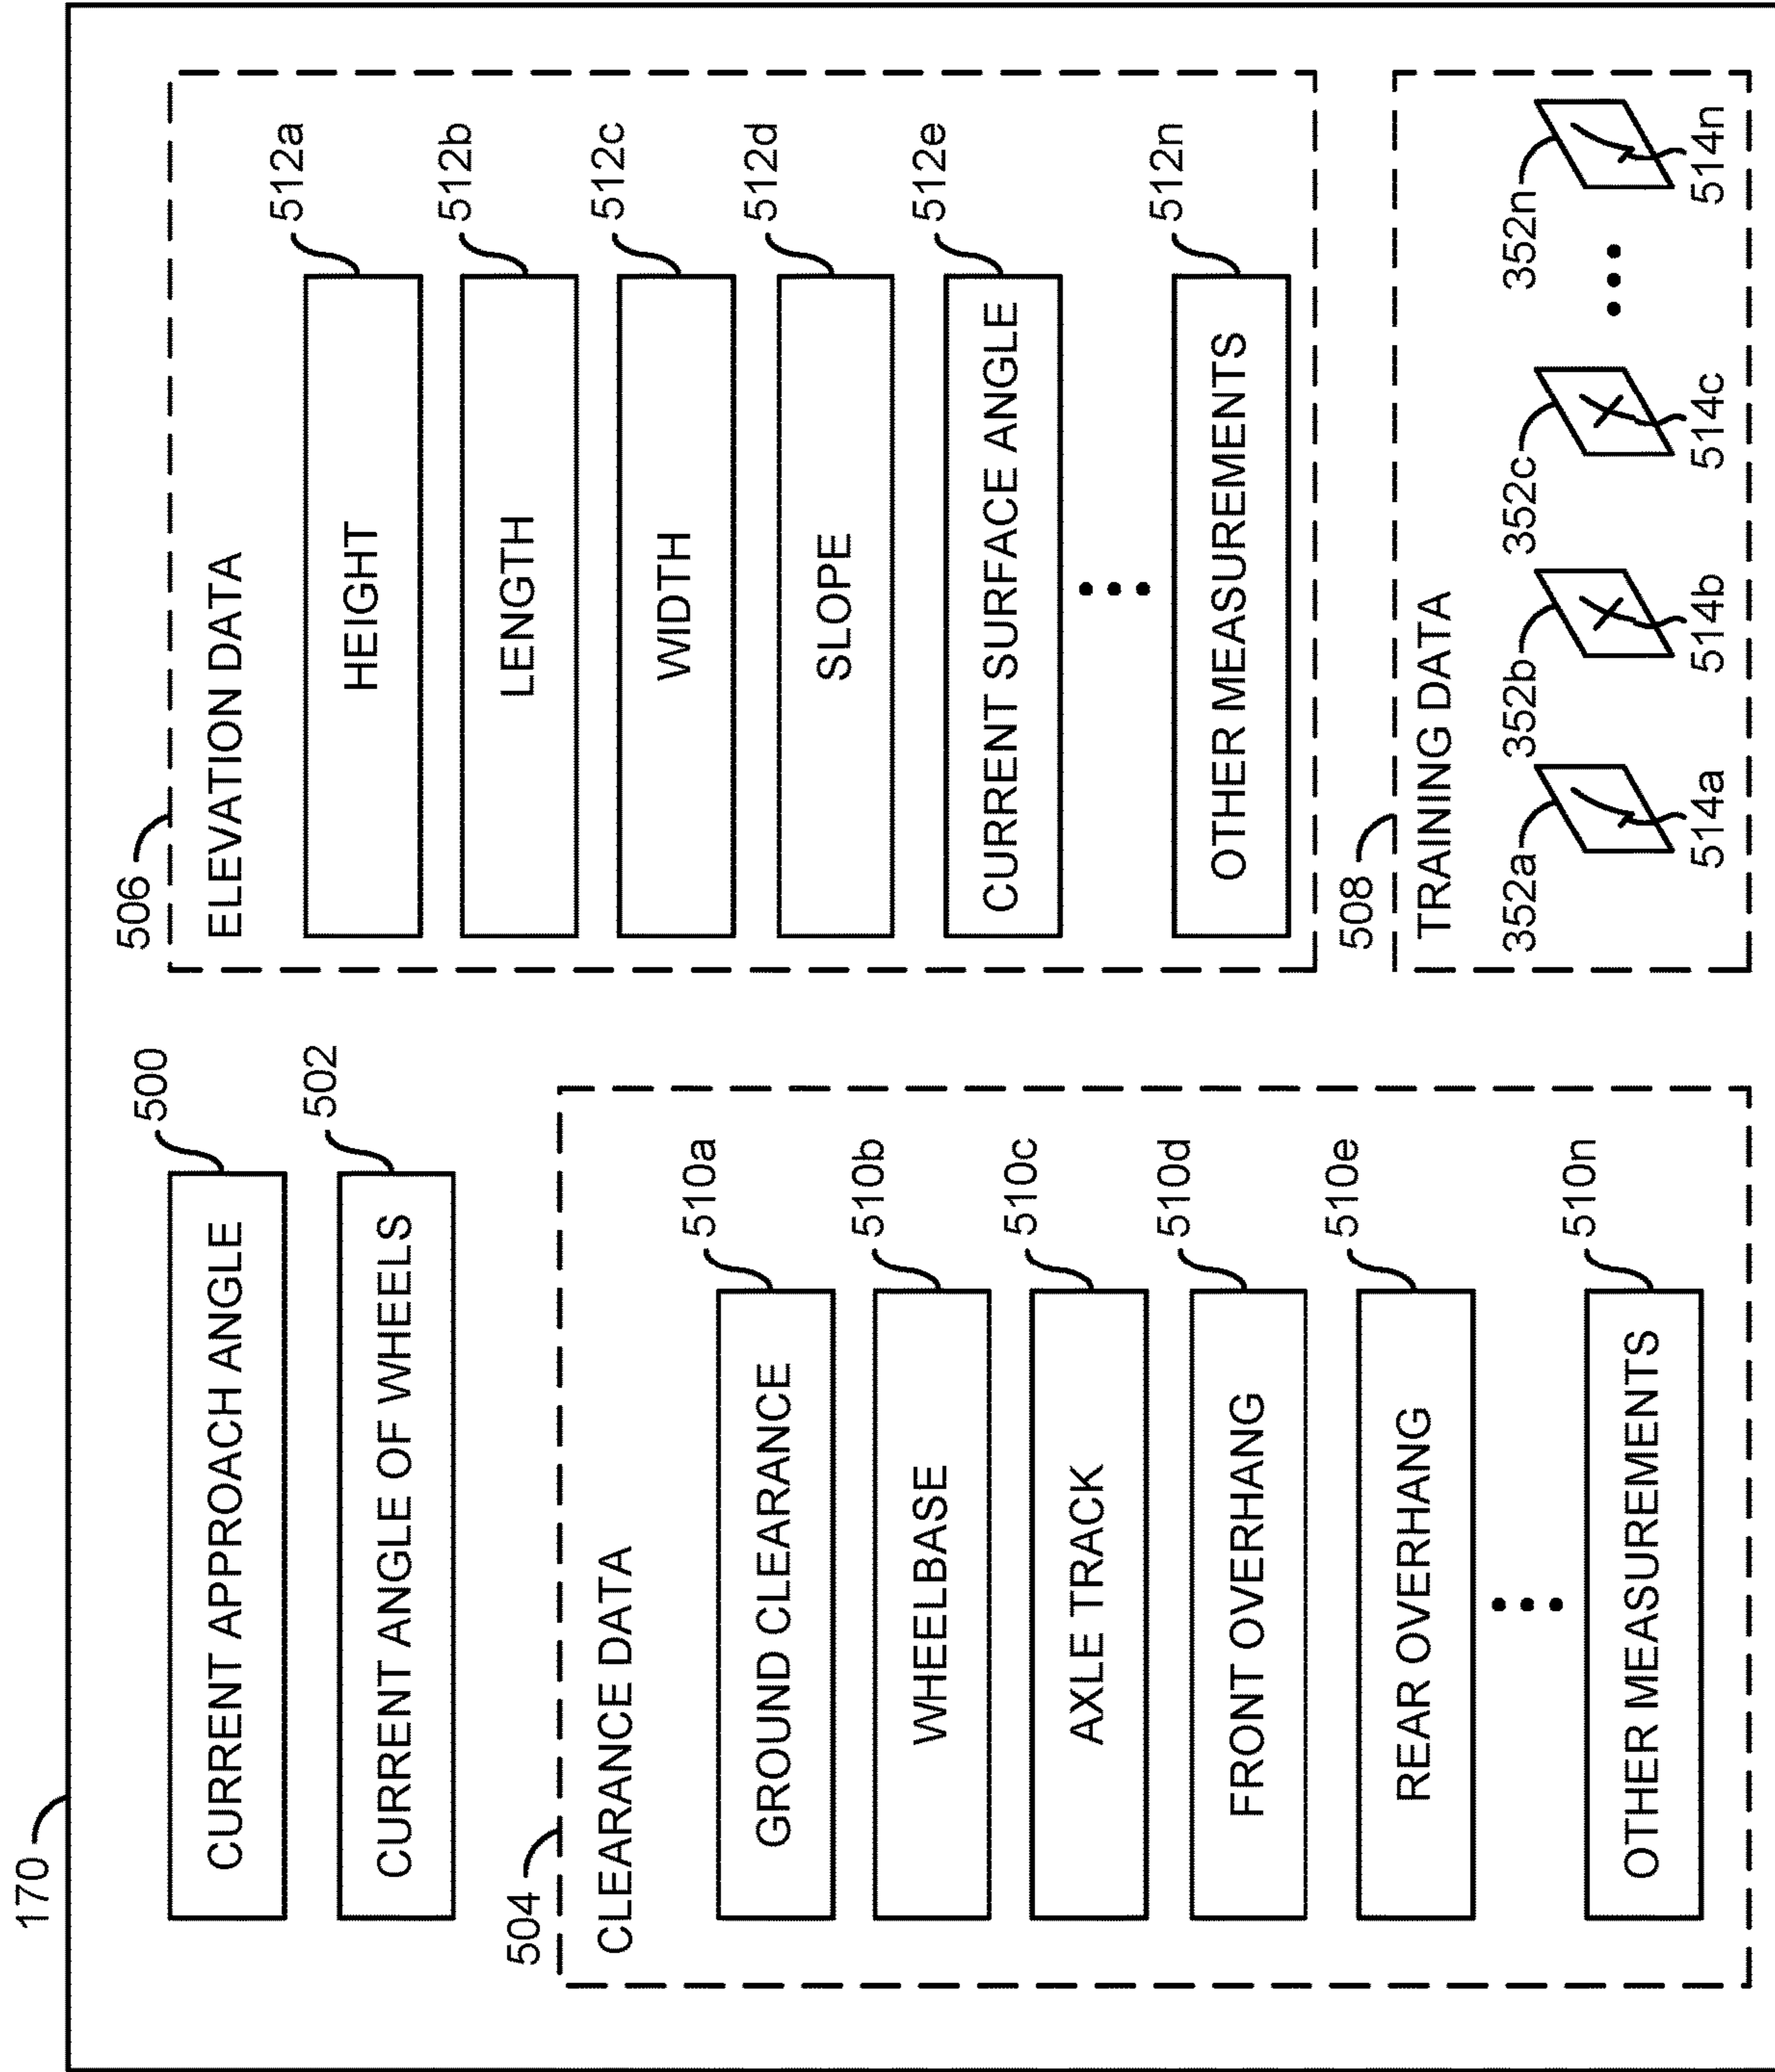 170
CURRENT APPROACH ANGLE
500
CURRENT ANGLE OF WHEELS
502
504
CLEARANCE DATA
GROUND CLEARANCE
510a
WHEELBASE
510b
AXLE TRACK
510c
FRONT OVERHANG
510d
REAR OVERHANG
510e
OTHER MEASUREMENTS
510n
506
ELEVATION DATA
HEIGHT
512a
LENGTH
512b
WIDTH
512c
SLOPE
512d
CURRENT SURFACE ANGLE
512e
OTHER MEASUREMENTS
512n
508
TRAINING DATA
352a
352b
352c
352n
514a
514b
514c
514n